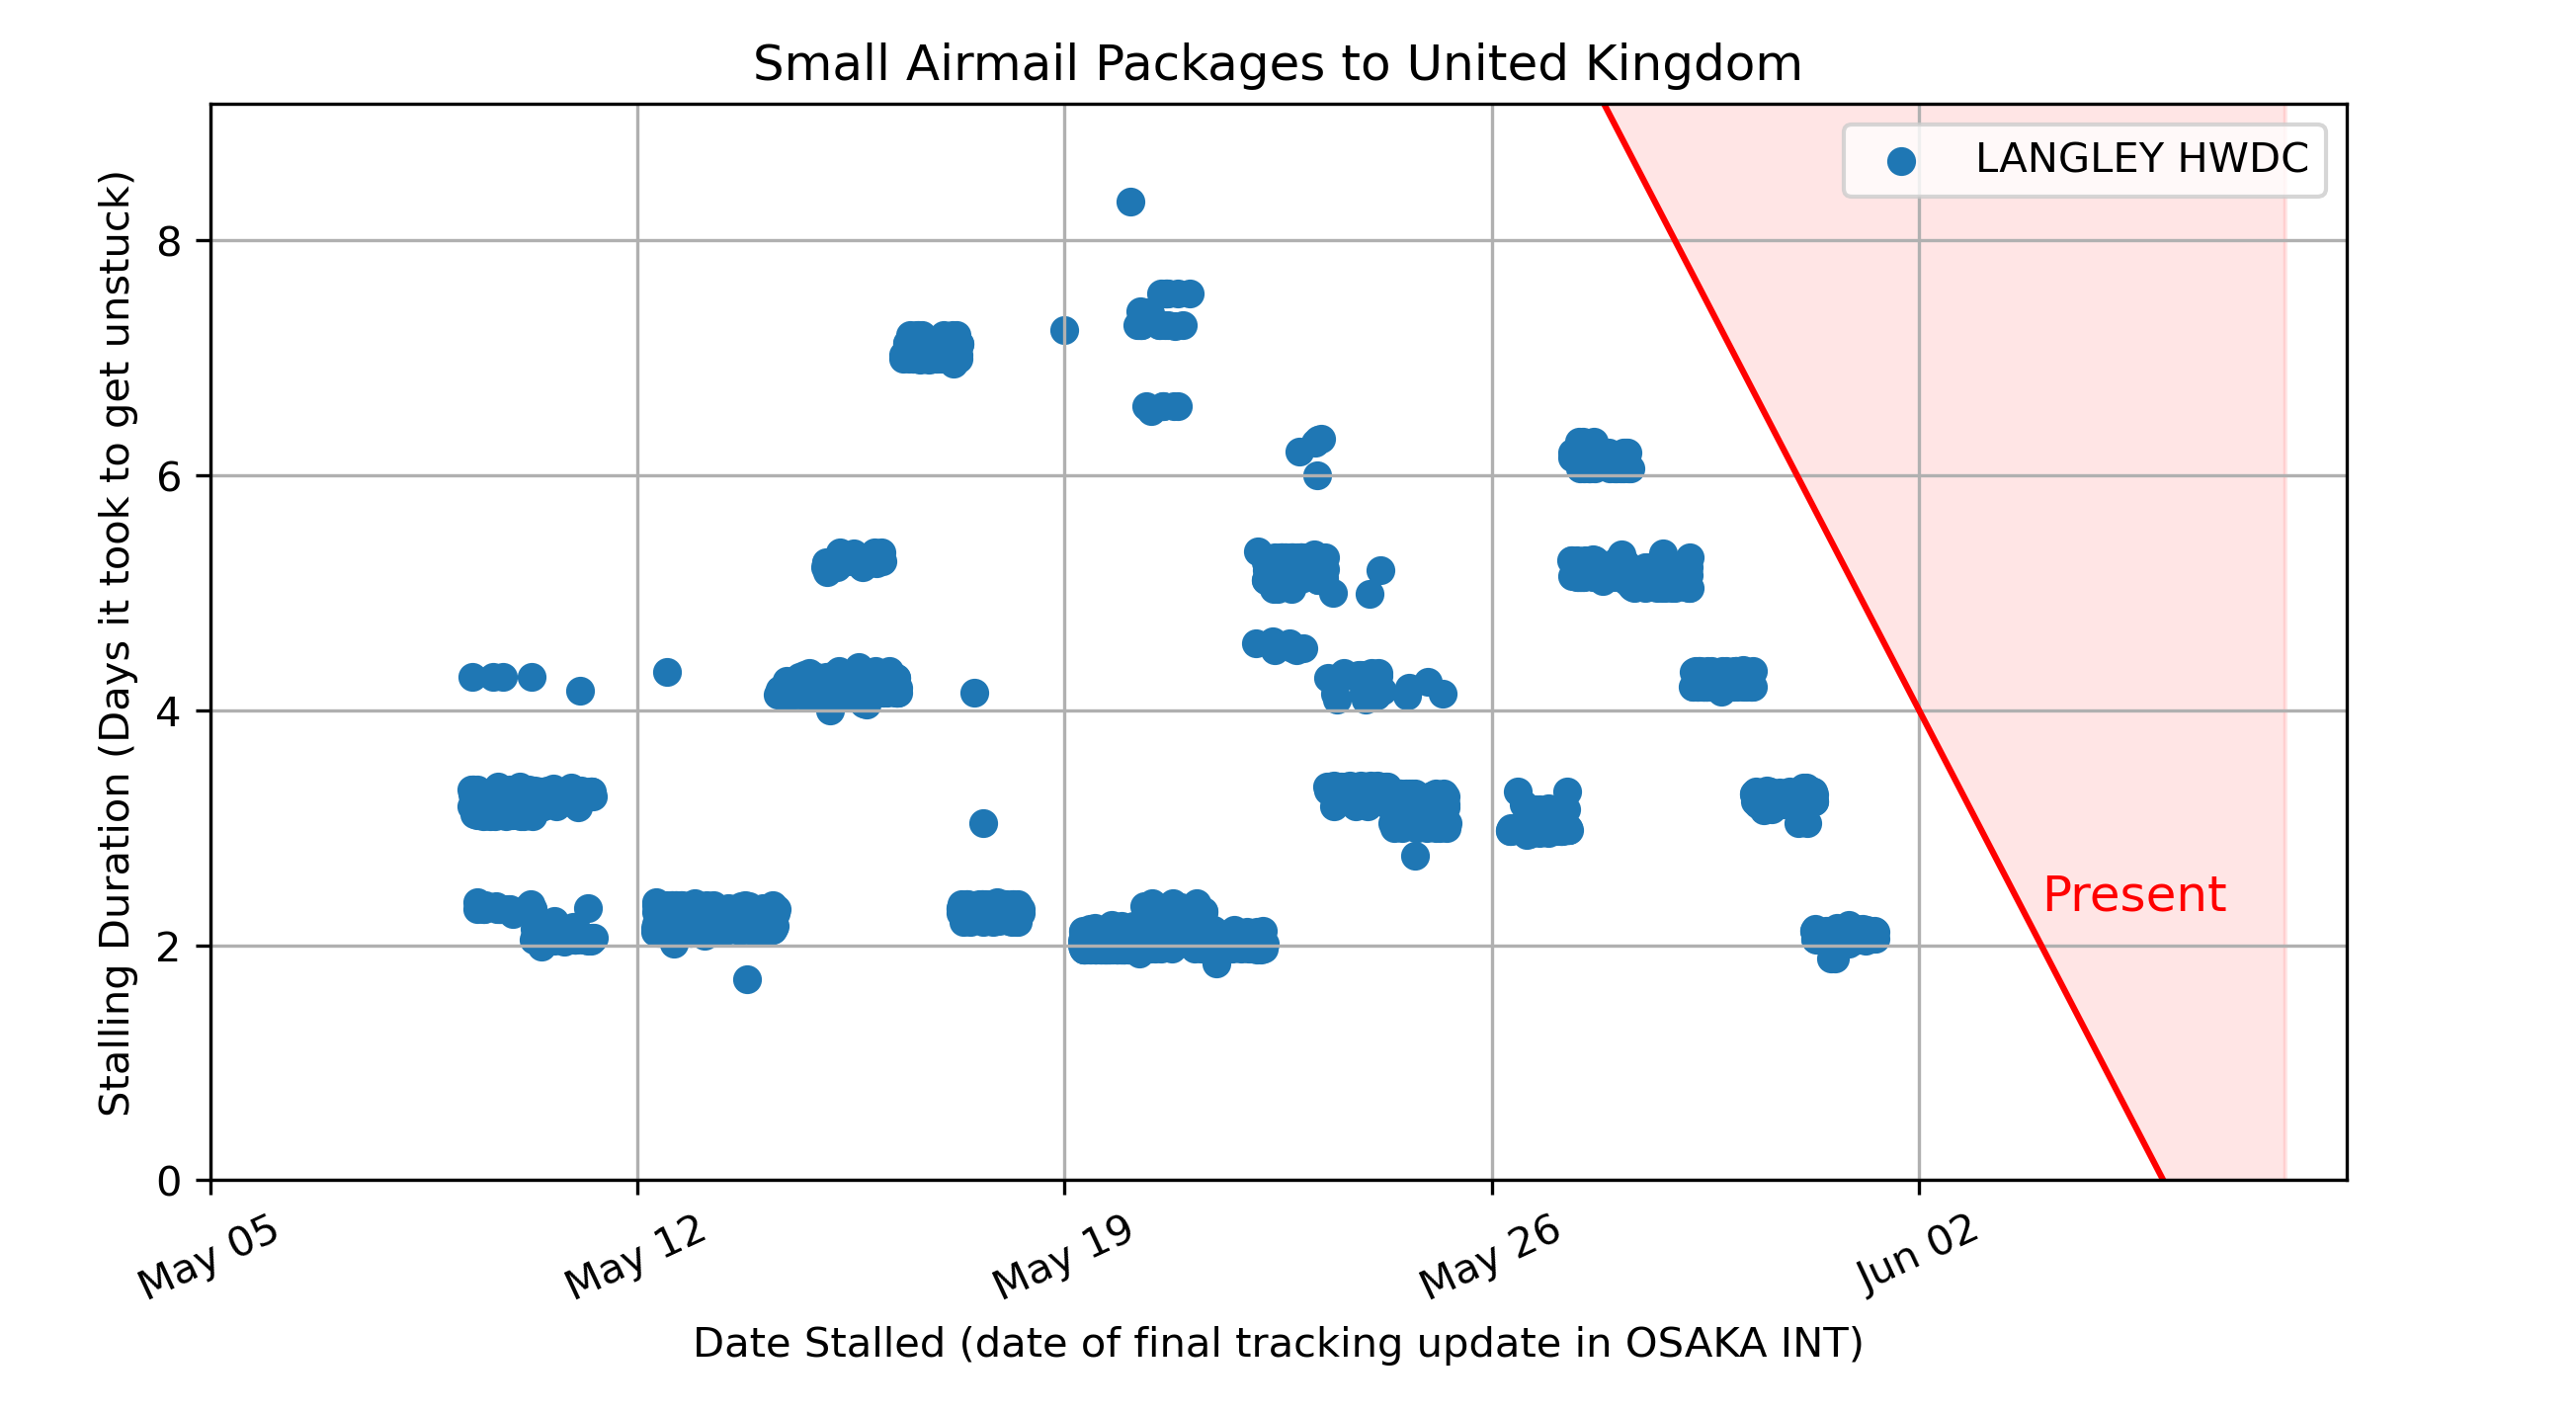 Small Airmail Packages to United Kingdom
LANGLEY HWDC
Stalling Duration (Days it took to get unstuck)
8
6
4
2
0
Present
May 05
May 12
May 19
May 26
Jun 02
Date Stalled (date of final tracking update in OSAKA INT)